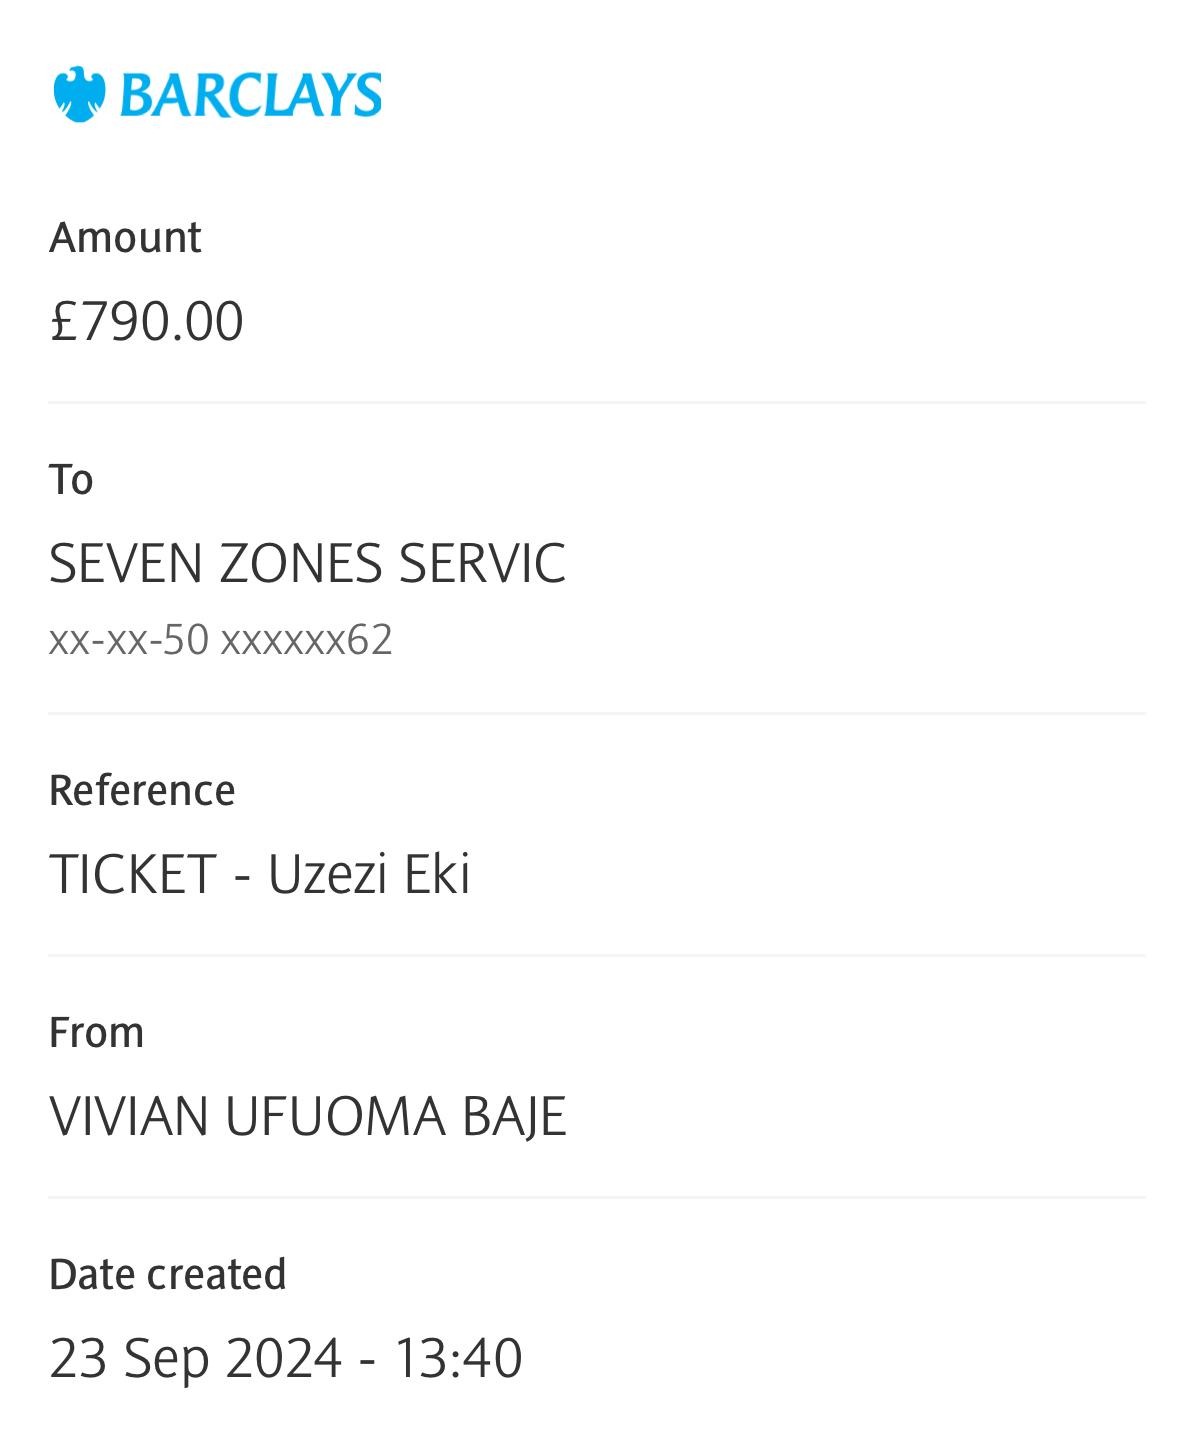 BARCLAYS
Amount
£790.00
To
SEVEN ZONES SERVIC
xx-xx-50 xxxxxx62
Reference
TICKET - Uzezi Eki
From
VIVIAN UFUOMA BAJE
Date created
23 Sep 2024 - 13:40